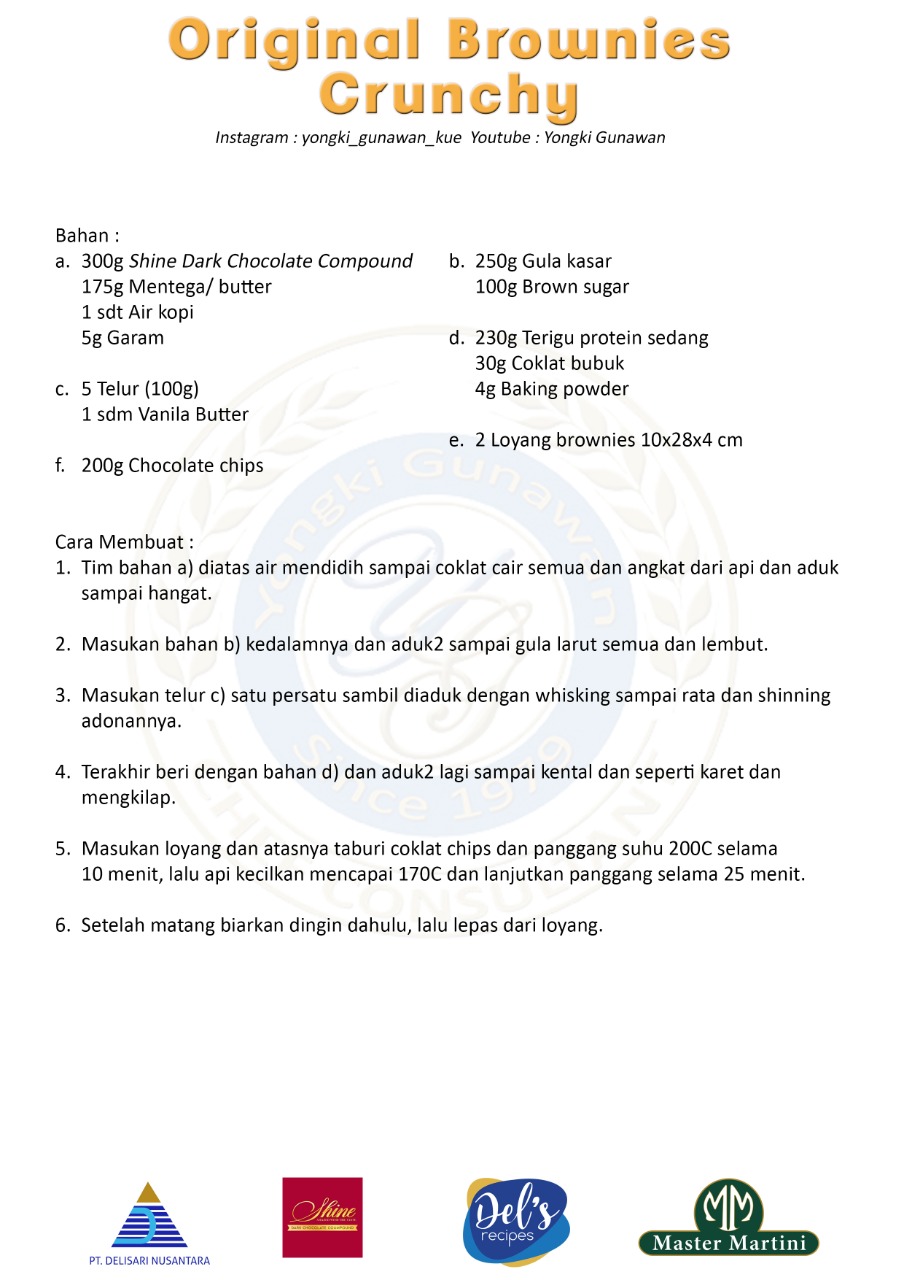 Original Brownies
Crunchy
Instagram : yongki_gunawan_kue Youtube : Yongki Gunawan
Bahan :
a. 300g Shine Dark Chocolate Compound
175g Mentega/ butter
1 sdt Air kopi
5g Garam
b. 250g Gula kasar
100g Brown sugar
c. 5 Telur (100g)
1 sdm Vanila Butter
d. 230g Terigu protein sedang
30g Coklat bubuk
4g Baking powder
e. 2 Loyang brownies 10x28x4 cm
f. 200g Chocolate chips
Cara Membuat :
1. Tim bahan a) diatas air mendidih sampai coklat cair semua dan angkat dari api dan aduk
sampai hangat.
2. Masukan bahan b) kedalamnya dan aduk2 sampai gula larut semua dan lembut.
3. Masukan telur c) satu persatu sambil diaduk dengan whisking sampai rata dan shinning
adonannya.
4. Terakhir beri dengan bahan d) dan aduk2 lagi sampai kental dan seperti karet dan
mengkilap.
5. Masukan loyang dan atasnya taburi coklat chips dan panggang suhu 200C selama
10 menit, lalu api kecilkan mencapai 170C dan lanjutkan panggang selama 25 menit.
6. Setelah matang biarkan dingin dahulu, lalu lepas dari loyang.
Yongki Gunawan
YG
Since 1979
CHEF CONSULTANT
PT. DELISARI NUSANTARA
Shine
DARK CHOCOLATE COMPOUND
Del's
recipes
MM
Master Martini